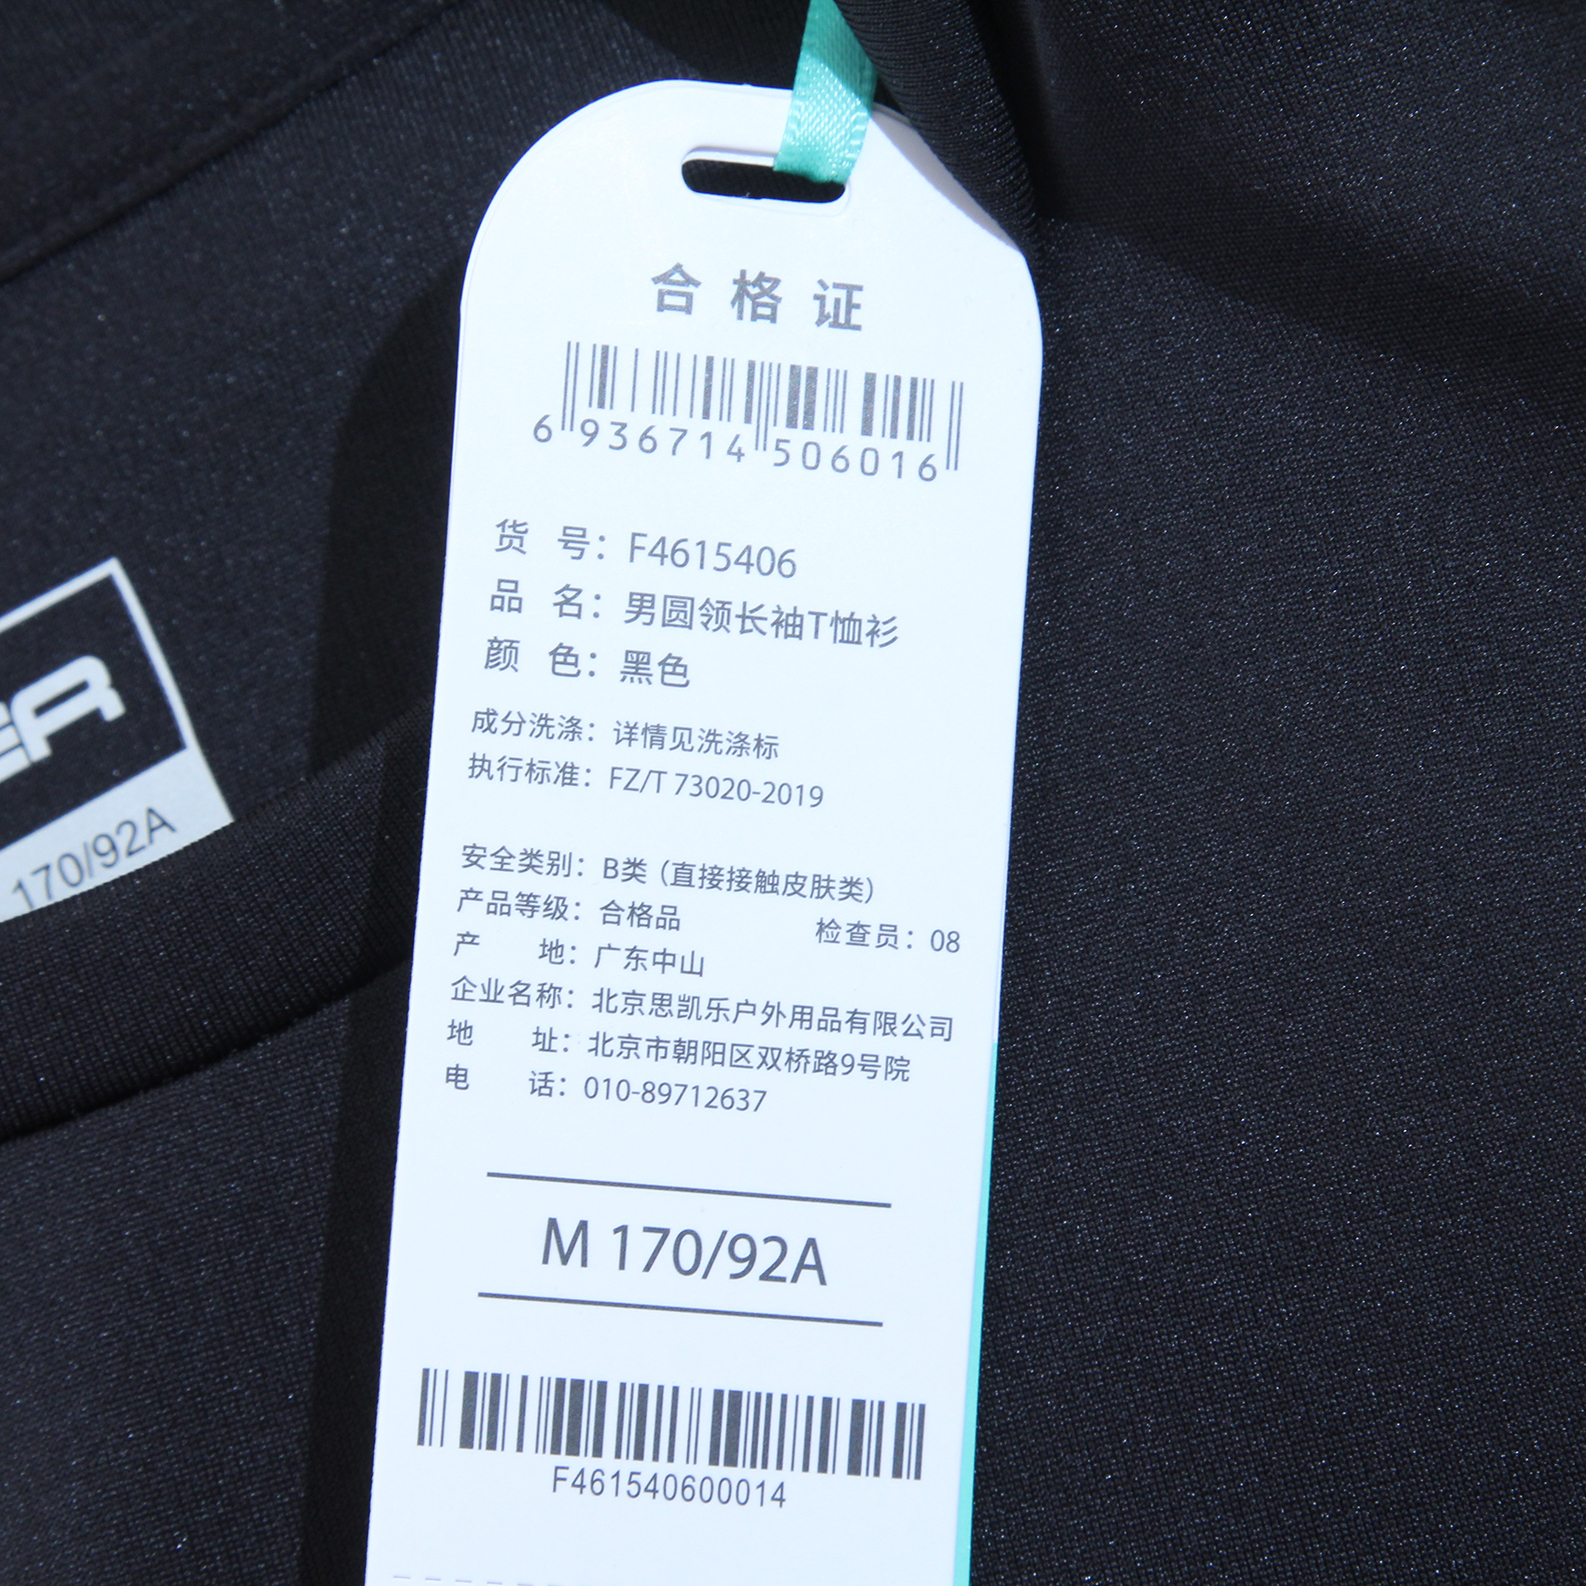 合格证
6 936714 506016
货 号：F4615406
品 名：男圆领长袖T恤衫
颜 色：黑色
成分洗涤：详情见洗涤标
执行标准：FZ/T 73020-2019
安全类别：B类（直接接触皮肤类）
产品等级：合格品 检查员：08
产 地：广东中山
企业名称：北京思凯乐户外用品有限公司
地 址：北京市朝阳区双桥路9号院
电 话：010-89712637
M 170/92A
F461540600014
ER
170/92A